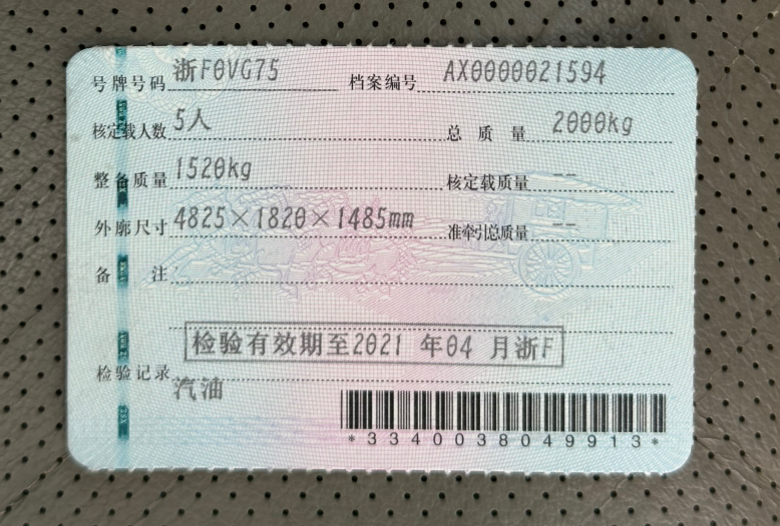 号牌号码 浙F0VG75 档案编号 AX0000021594
核定载人数 5人 总质量 2000kg
整备质量 1520kg 核定载质量 --
外廓尺寸 4825×1820×1485mm 准牵引总质量 --
备注
检验有效期至2021 年04 月浙F
检验记录
汽油
*3340038049913*